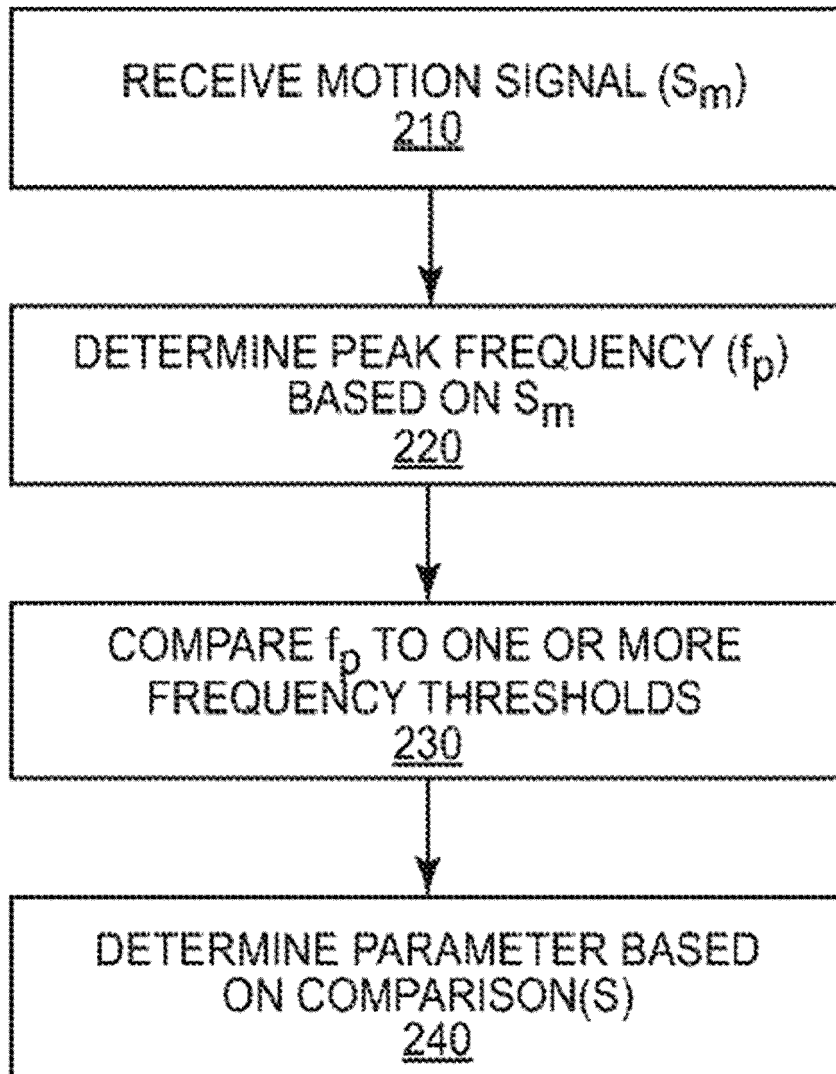 RECEIVE MOTION SIGNAL (Sm)
210
DETERMINE PEAK FREQUENCY (fp)
BASED ON Sm
220
COMPARE fp TO ONE OR MORE
FREQUENCY THRESHOLDS
230
DETERMINE PARAMETER BASED
ON COMPARISON(S)
240